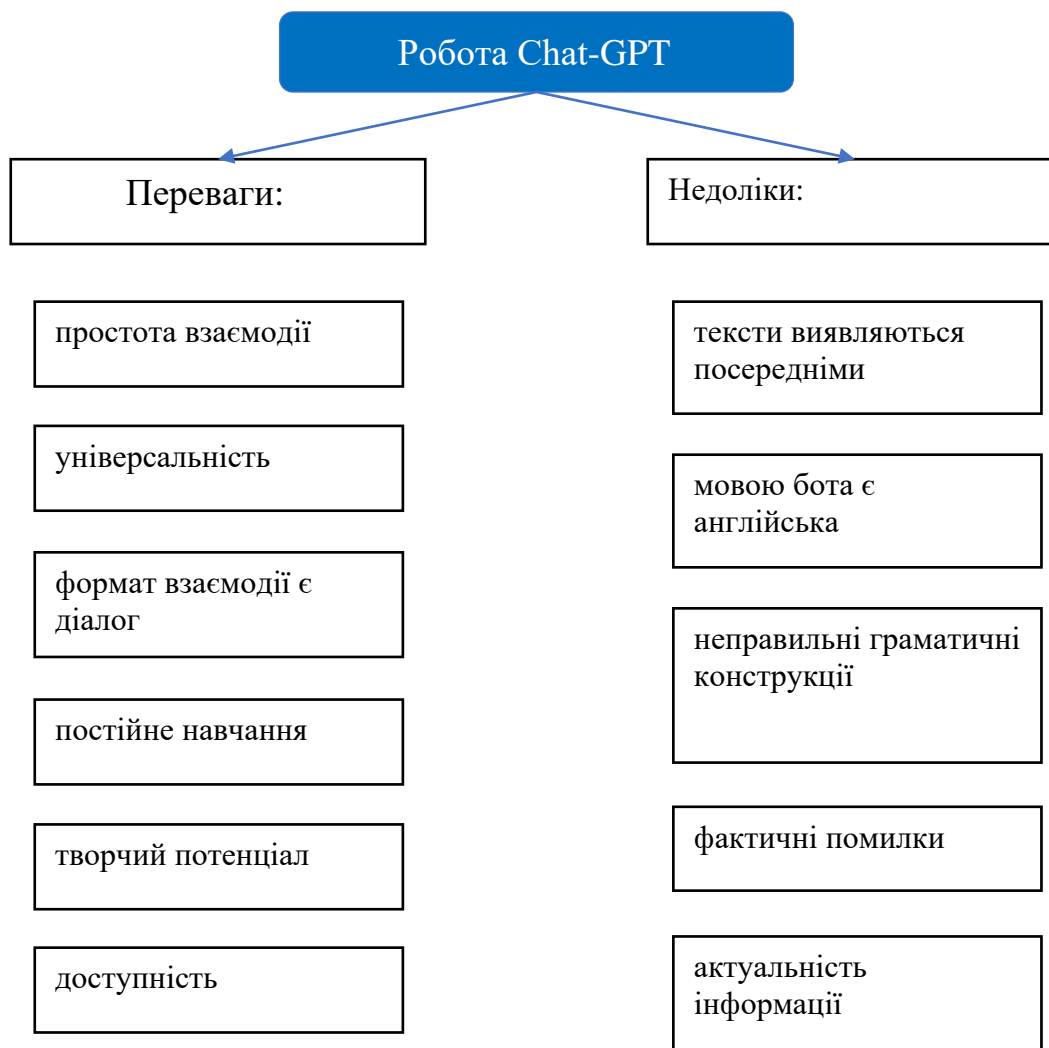 Робота Chat-GPT
Переваги:
простота взаємодії
універсальність
формат взаємодії є
діалог
постійне навчання
творчий потенціал
доступність
Недоліки:
тексти виявляються
посередніми
мовою бота є
англійська
неправильні граматичні
конструкції
фактичні помилки
актуальність
інформації